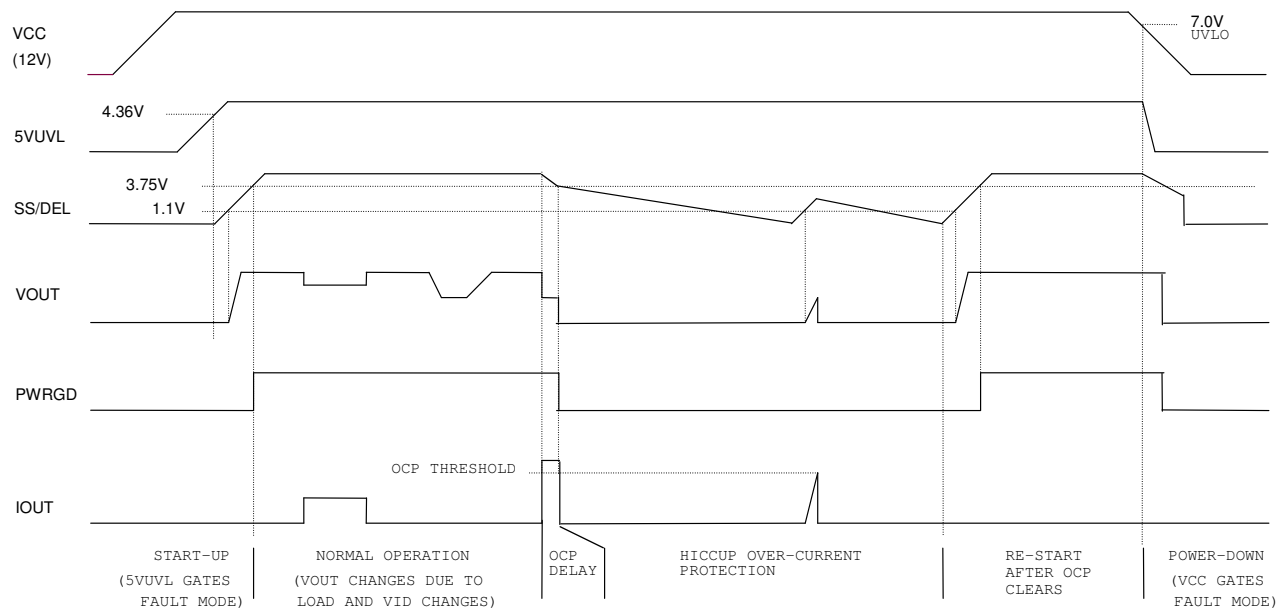 VCC
(12V)
7.0V
UVLO
4.36V
5VUVL
3.75V
SS/DEL
1.1V
VOUT
PWRGD
OCP THRESHOLD
IOUT
START-UP
(5VUVL GATES
FAULT MODE)
NORMAL OPERATION
(VOUT CHANGES DUE TO
LOAD AND VID CHANGES)
OCP
DELAY
HICCUP OVER-CURRENT
PROTECTION
RE-START
AFTER OCP
CLEARS
POWER-DOWN
(VCC GATES
FAULT MODE)